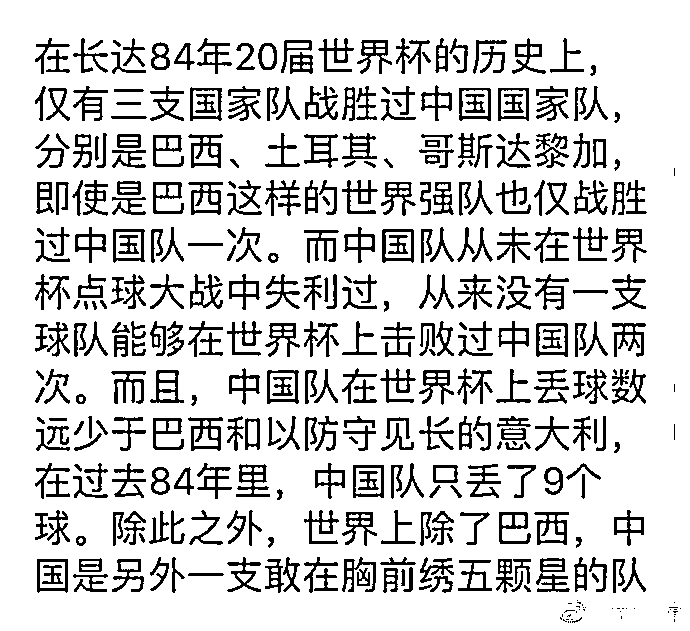 在长达84年20届世界杯的历史上，
仅有三支国家队战胜过中国国家队，
分别是巴西、土耳其、哥斯达黎加，
即使是巴西这样的世界强队也仅战胜
过中国队一次。而中国队从未在世界
杯点球大战中失利过，从来没有一支
球队能够在世界杯上击败过中国队两
次。而且，中国队在世界杯上丢球数
远少于巴西和以防守见长的意大利，
在过去84年里，中国队只丢了9个
球。除此之外，世界上除了巴西，中
国是另外一支敢在胸前绣五颗星的队